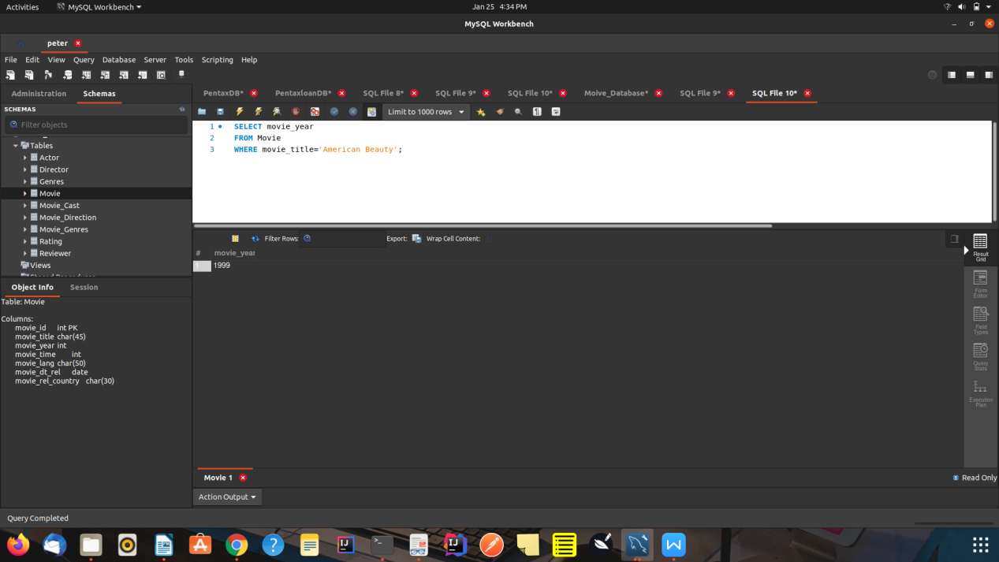 Activities MySQL Workbench Jan 25 4:34 PM
MySQL Workbench
peter
File Edit View Query Database Server Tools Scripting Help
Administration Schemas
PentaxDB* PentaxloanDB* SQL File 8* SQL File 9* SQL File 10* Moive_Database* SQL File 9* SQL File 10*
SCHEMAS
Filter objects
Limit to 1000 rows
Tables
Actor
Director
Genres
Movie
Movie_Cast
Movie_Direction
Movie_Genres
Rating
Reviewer
Views
1 SELECT movie_year
2 FROM Movie
3 WHERE movie_title='American Beauty';
Filter Rows: Export: Wrap Cell Content:
# movie_year
1 1999
Result
Grid
Form
Editor
Field
Types
Query
Stats
Execution
Plan
Object Info Session
Table: Movie
Columns:
movie_id int PK
movie_title char(45)
movie_year int
movie_time int
movie_lang char(50)
movie_dt_rel date
movie_rel_country char(30)
Movie 1
Read Only
Action Output
Query Completed